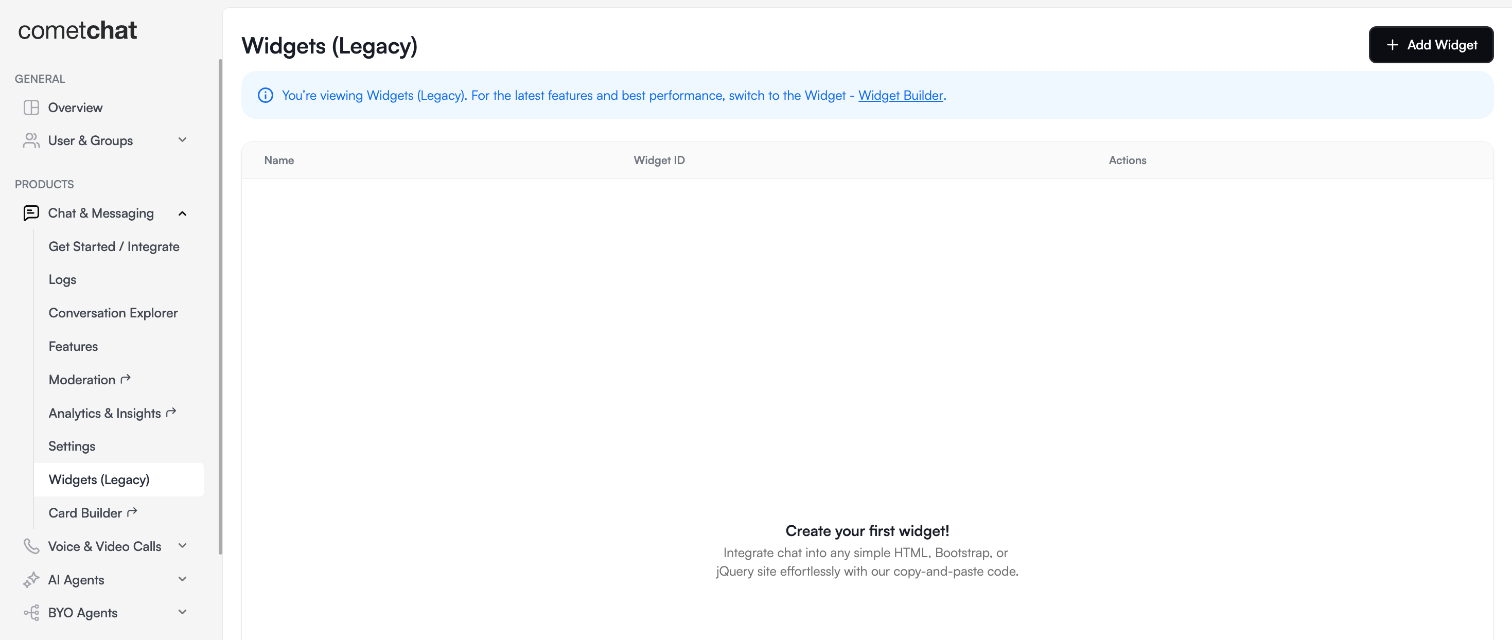 cometchat
GENERAL
Overview
User & Groups
PRODUCTS
Chat & Messaging
Get Started / Integrate
Logs
Conversation Explorer
Features
Moderation
Analytics & Insights
Settings
Widgets (Legacy)
Card Builder
Voice & Video Calls
AI Agents
BYO Agents
Widgets (Legacy)
+ Add Widget
You're viewing Widgets (Legacy). For the latest features and best performance, switch to the Widget - Widget Builder.
Name Widget ID Actions
Create your first widget!
Integrate chat into any simple HTML, Bootstrap, or
jQuery site effortlessly with our copy-and-paste code.